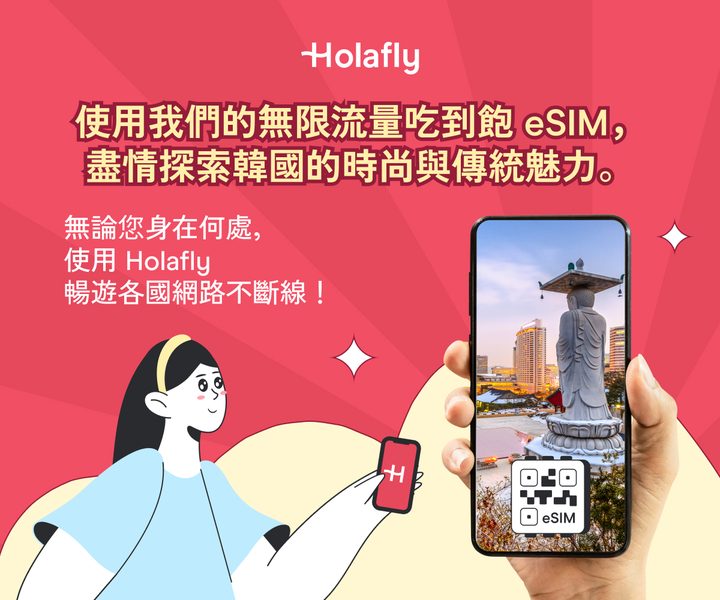 Holafly
使用我們的無限流量吃到飽 eSIM，
盡情探索韓國的時尚與傳統魅力。
無論您身在何處，
使用 Holafly
暢遊各國網路不斷線！
H
eSIM